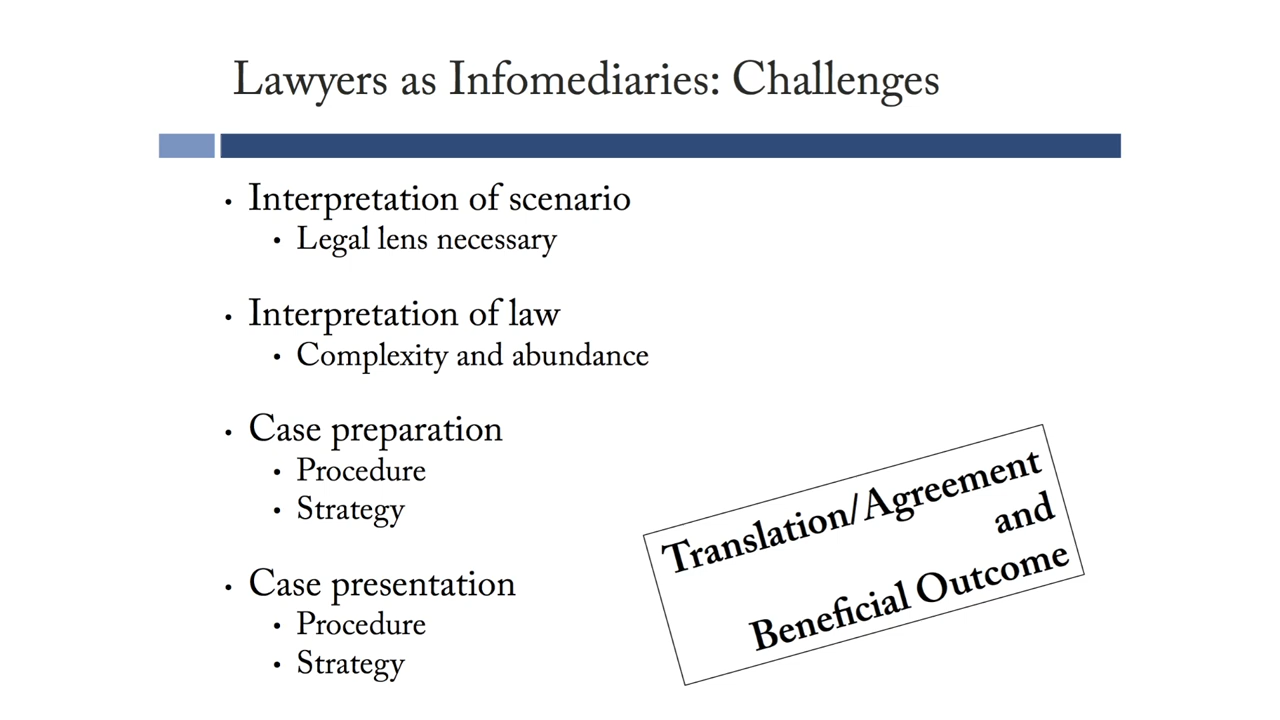 Lawyers as Infomediaries: Challenges
• Interpretation of scenario
• Legal lens necessary
• Interpretation of law
• Complexity and abundance
• Case preparation
• Procedure
• Strategy
• Case presentation
• Procedure
• Strategy
Translation/Agreement
and
Beneficial Outcome